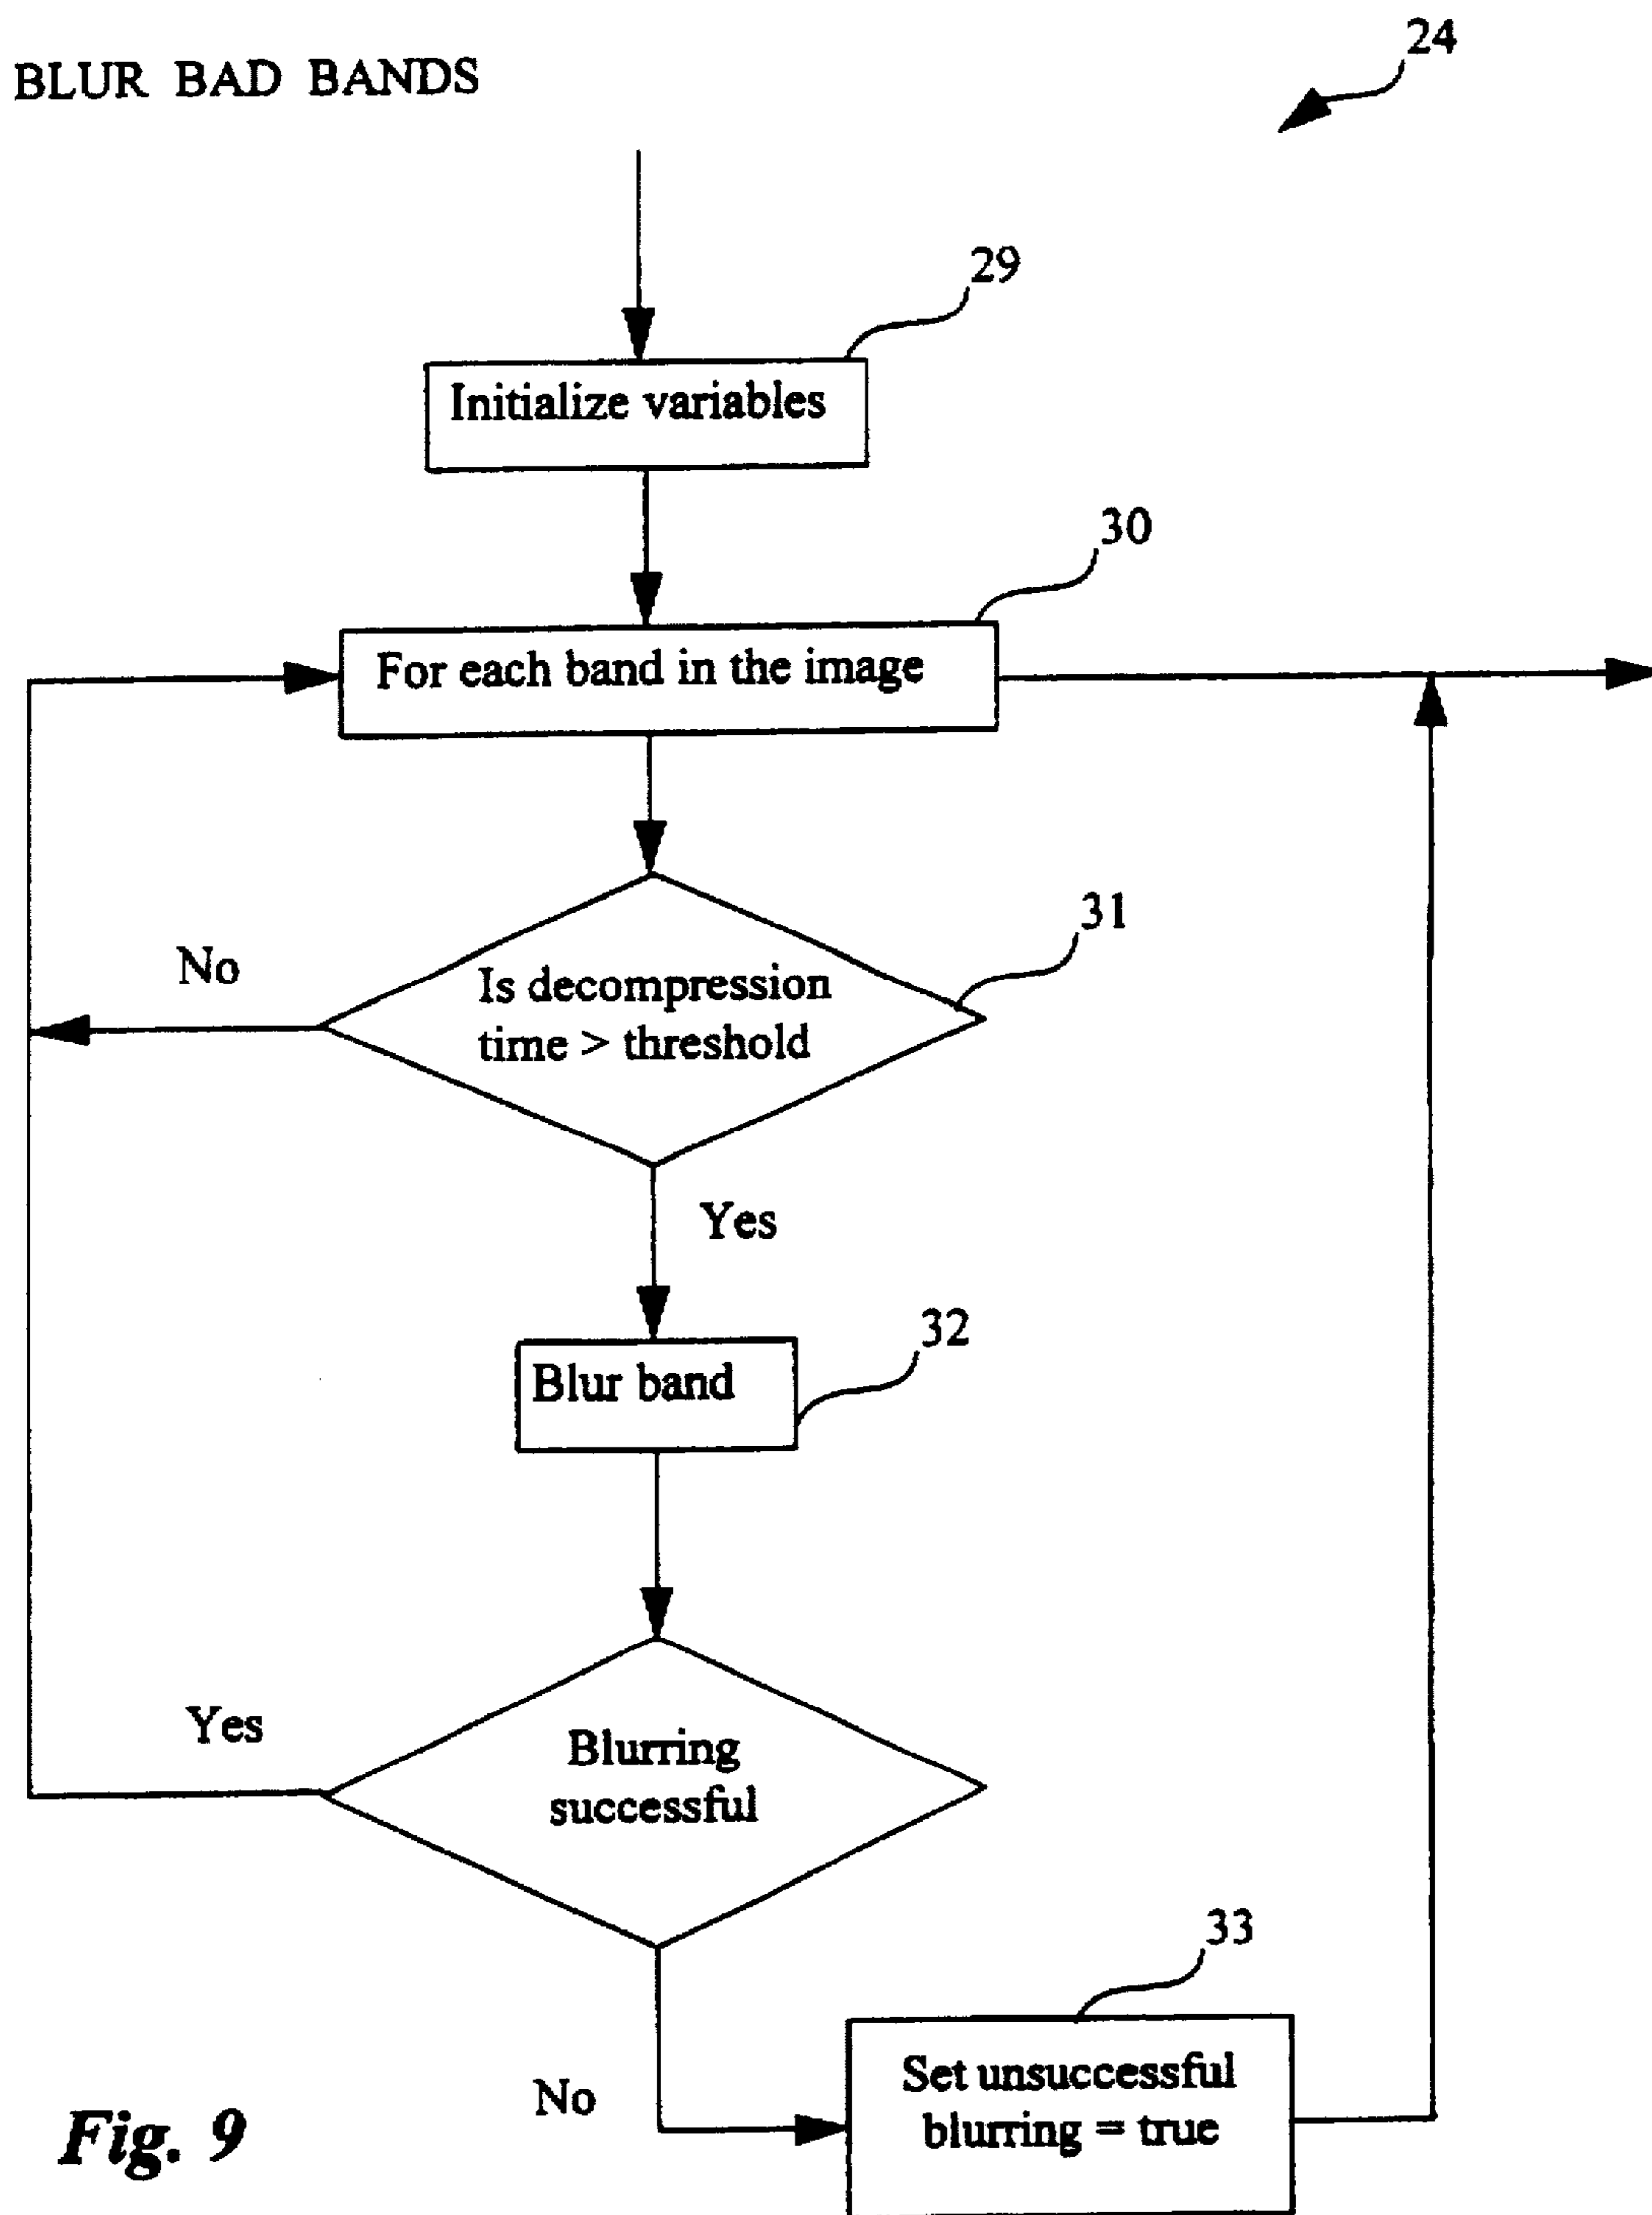 24
BLUR BAD BANDS
29
Initialize variables
30
For each band in the image
31
No
Is decompression
time > threshold
Yes
32
Blur band
Yes
Blurring
successful
33
No
Set unsuccessful
blurring = true
Fig. 9